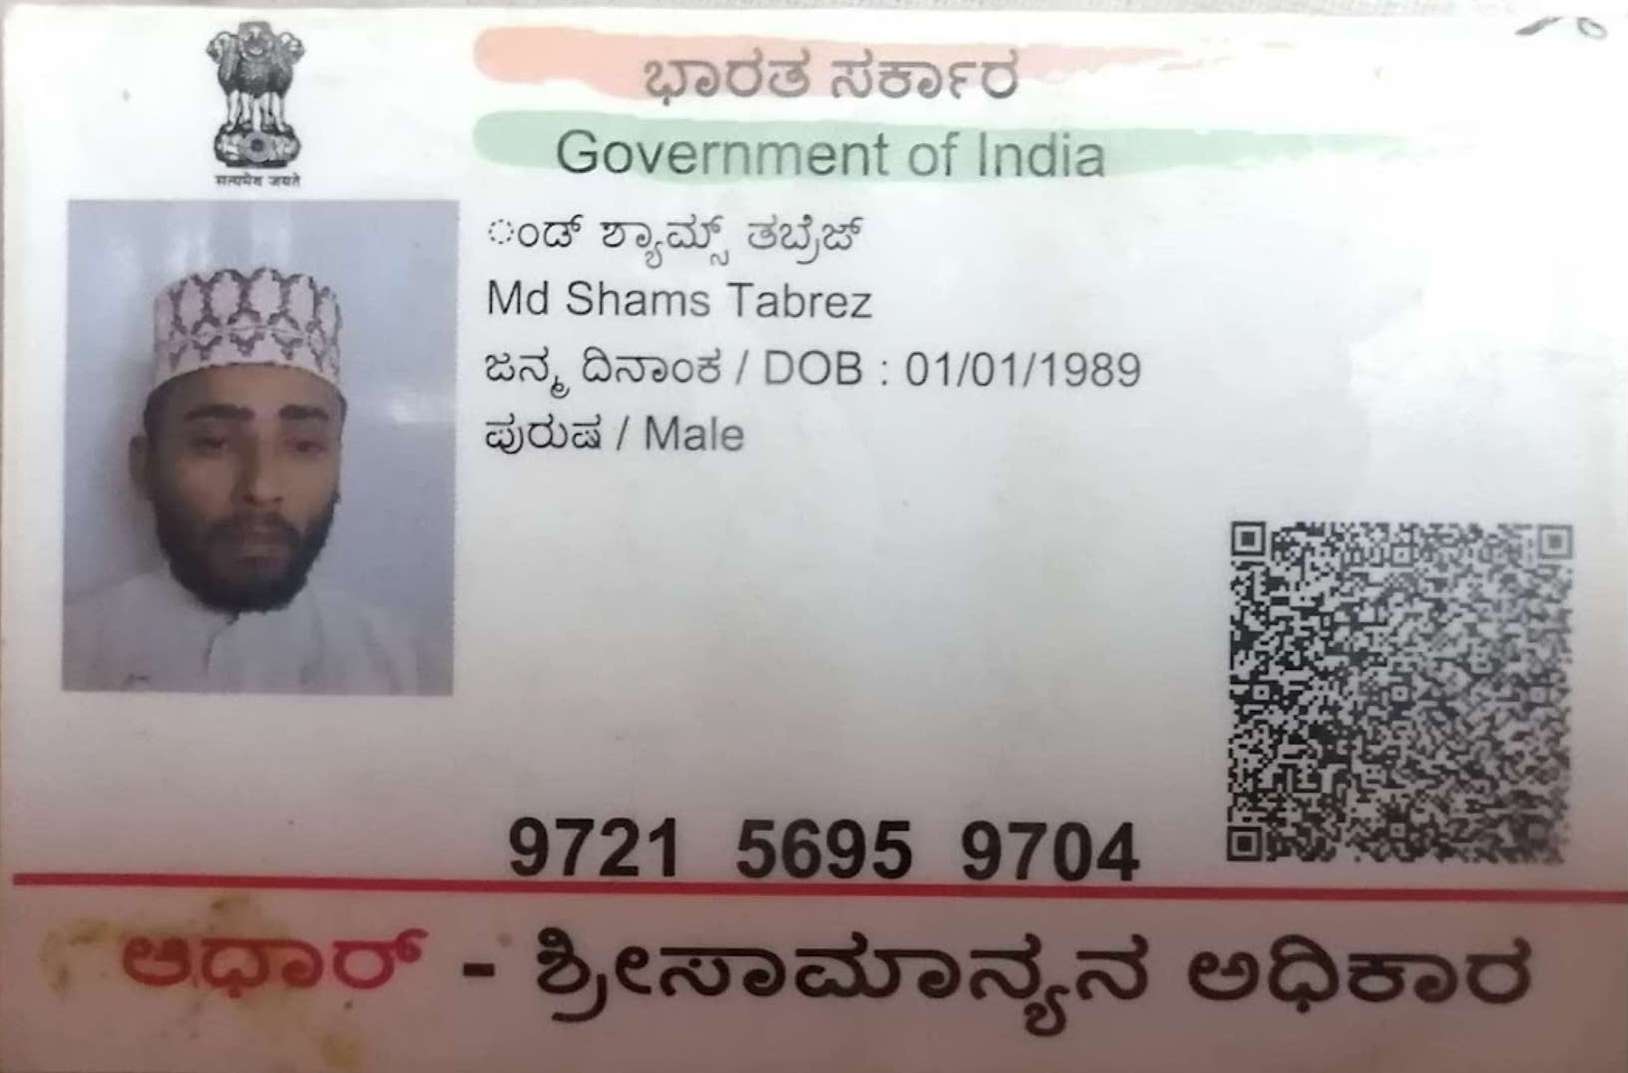 ಭಾರತ ಸರ್ಕಾರ
Government of India
सत्यमेव जयते
ಂಡ್ ಶ್ಯಾಮ್ಸ್ ತಬ್ರೆಜ್
Md Shams Tabrez
ಜನ್ಮ ದಿನಾಂಕ / DOB : 01/01/1989
ಪುರುಷ / Male
9721 5695 9704
ಆಧಾರ್ - ಶ್ರೀಸಾಮಾನ್ಯನ ಅಧಿಕಾರ